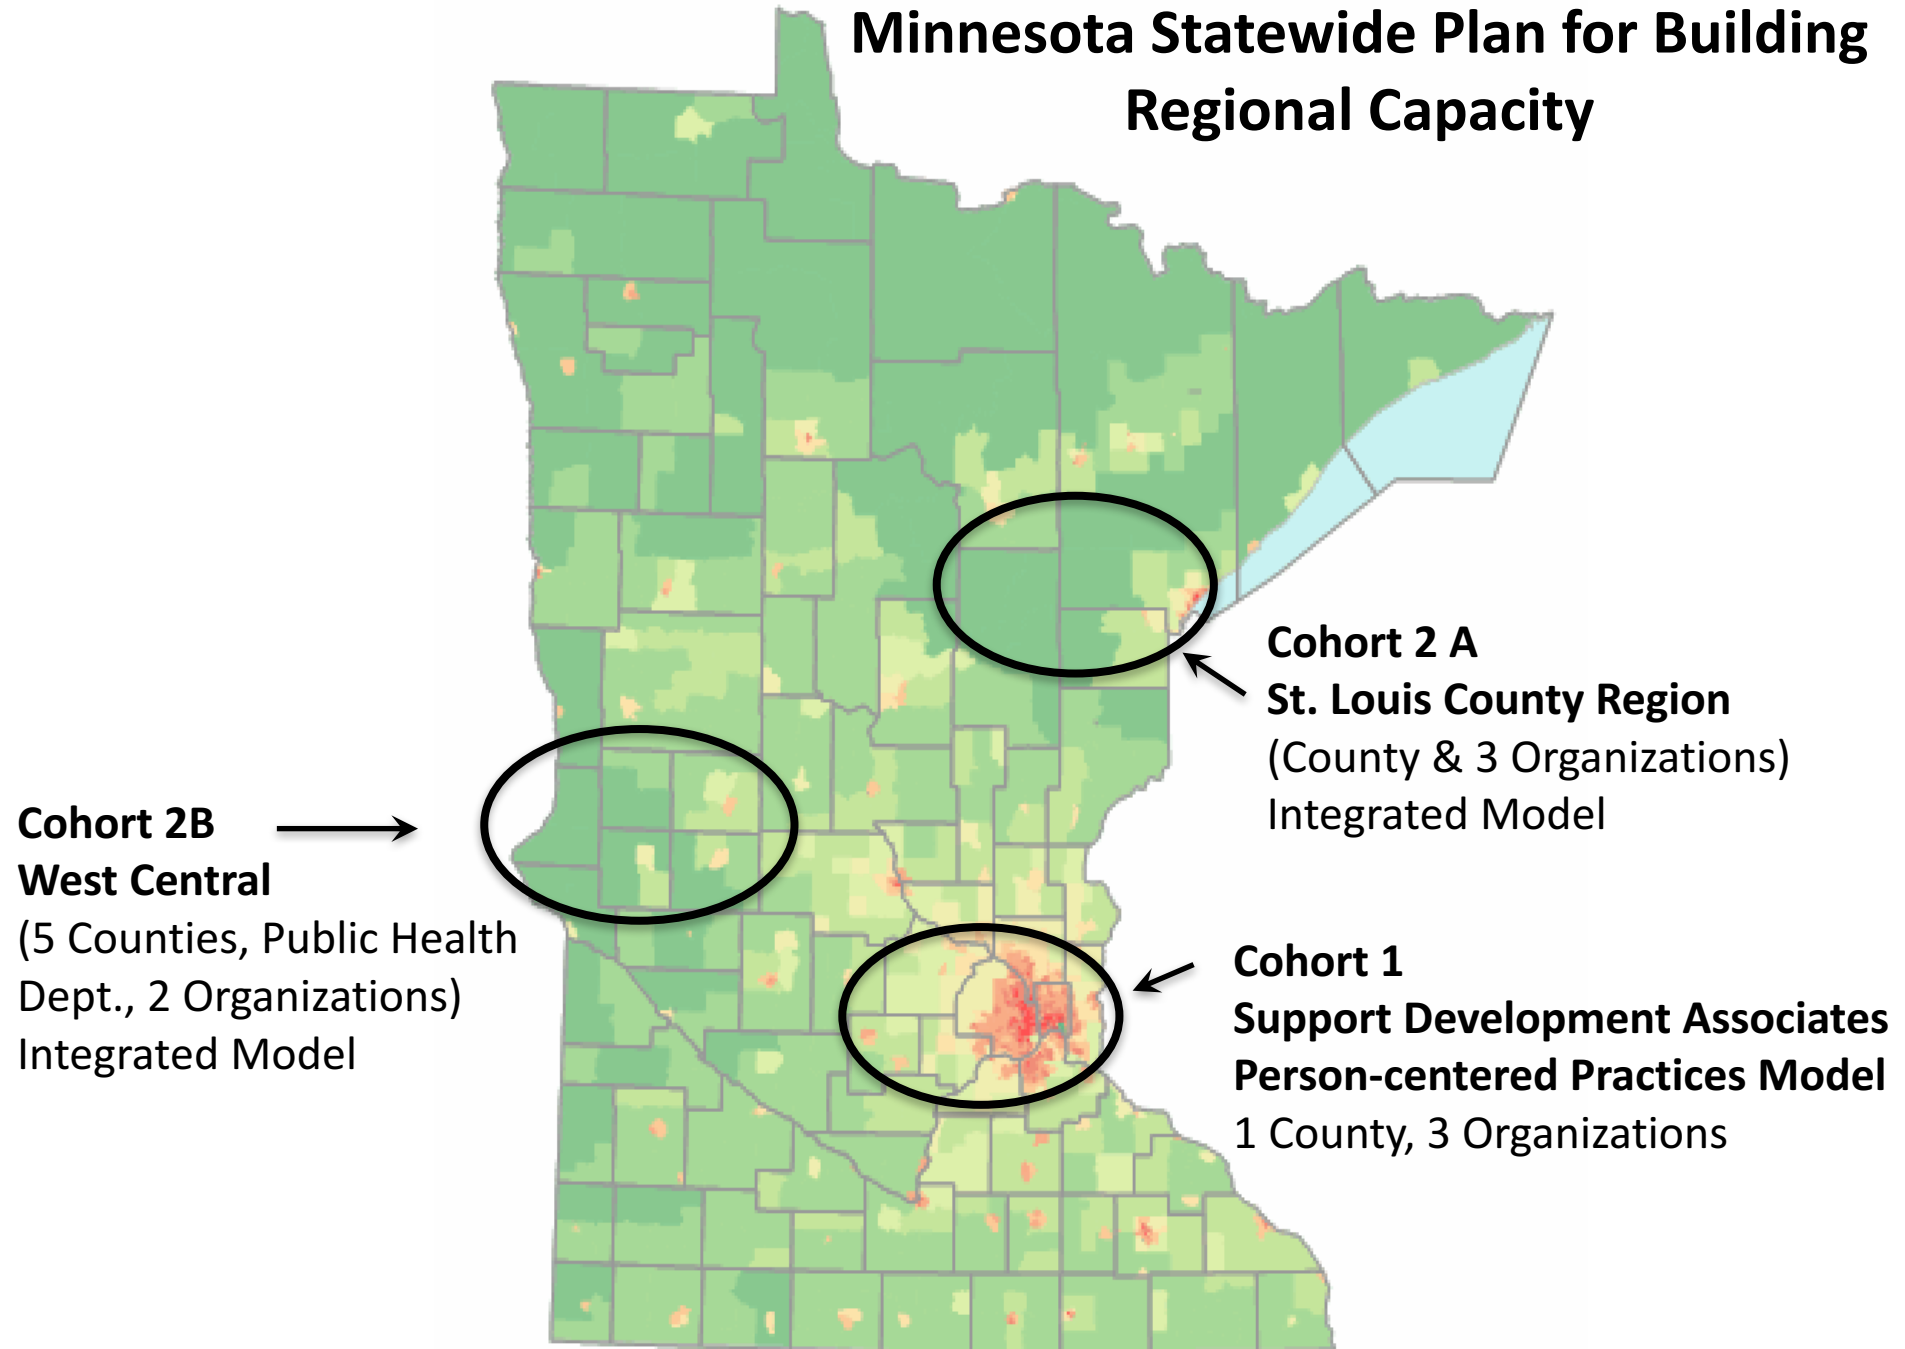 Minnesota Statewide Plan for Building
Regional Capacity
Cohort 2 A
St. Louis County Region
(County & 3 Organizations)
Integrated Model
Cohort 2B
West Central
(5 Counties, Public Health
Dept., 2 Organizations)
Integrated Model
Cohort 1
Support Development Associates
Person-centered Practices Model
1 County, 3 Organizations